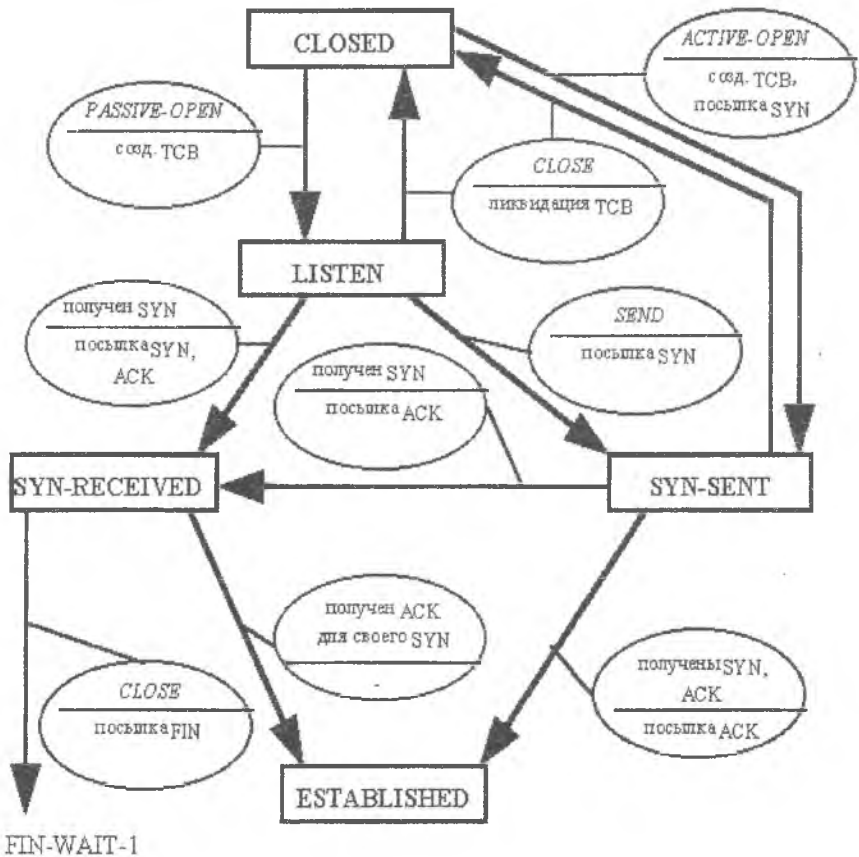 CLOSED
ACTIVE-OPEN
созд. TCB,
посылка SYN
PASSIVE-OPEN
созд. TCB
CLOSE
ликвидация TCB
LISTEN
получен SYN
посылка SYN,
ACK
SEND
посылка SYN
получен SYN
посылка ACK
SYN-RECEIVED
SYN-SENT
получен ACK
для своего SYN
-
получены SYN,
ACK
посылка ACK
CLOSE
посылка FIN
ESTABLISHED
FIN-WAIT-1